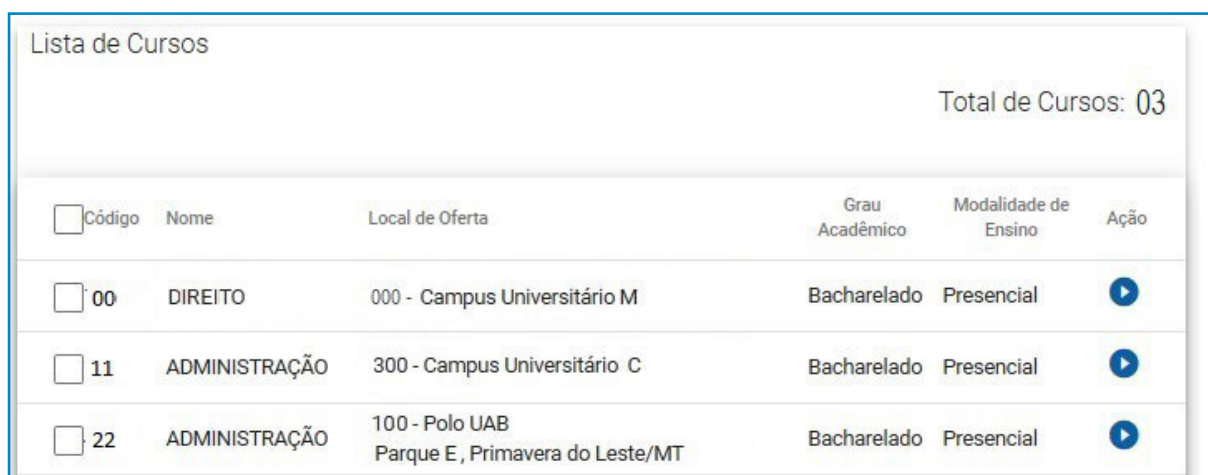 Lista de Cursos
Total de Cursos: 03
Código Nome Local de Oferta Grau Acadêmico Modalidade de Ensino Ação
00 DIREITO 000 - Campus Universitário M Bacharelado Presencial
11 ADMINISTRAÇÃO 300 - Campus Universitário C Bacharelado Presencial
22 ADMINISTRAÇÃO 100 - Polo UAB Bacharelado Presencial
Parque E , Primavera do Leste/MT